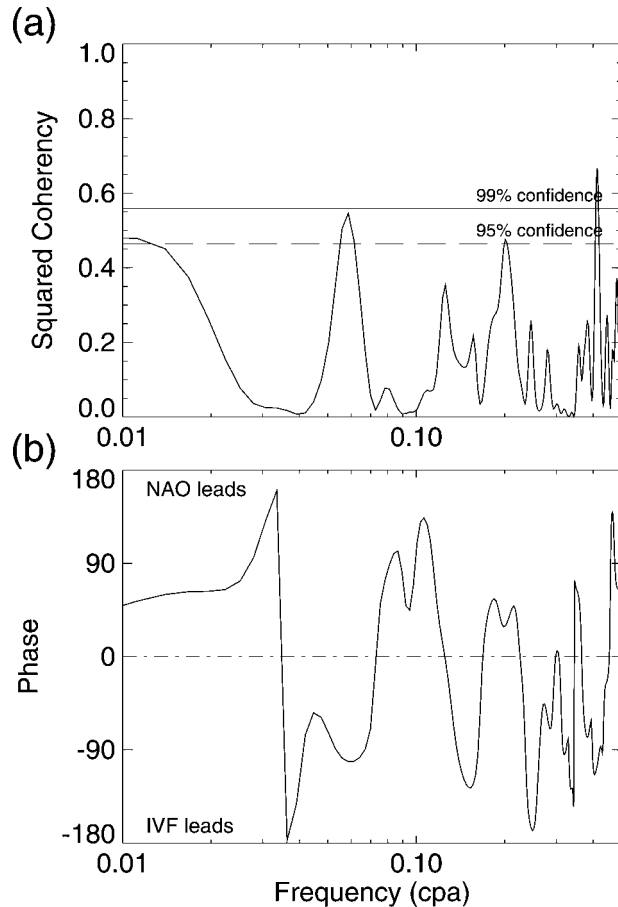 (a)
Squared Coherency
1.0
0.8
0.6
0.4
0.2
0.0
99% confidence
95% confidence
0.01
0.10
(b)
Phase
180
90
0
-90
-180
NAO leads
IVF leads
0.01
0.10
Frequency (cpa)